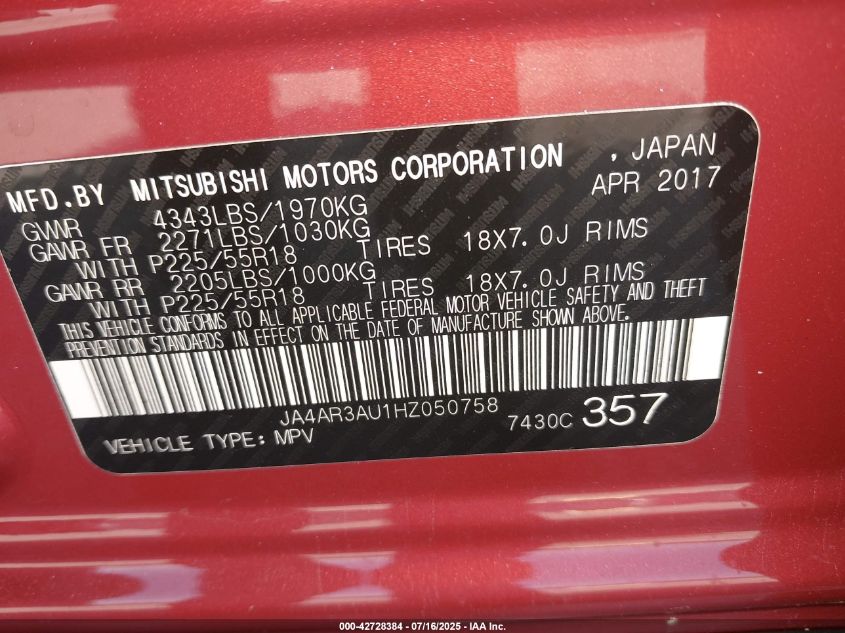 MFD.BY MITSUBISHI MOTORS CORPORATION , JAPAN
APR 2017
GWVR 4343LBS/1970KG
GAWR FR 2271LBS/1030KG
WITH P225/55R18 TIRES 18X7.0J RIMS
GAWR RR 2205LBS/1000KG
WITH P225/55R18 TIRES 18X7.0J RIMS
THIS VEHICLE CONFORMS TO ALL APPLICABLE FEDERAL MOTOR VEHICLE SAFETY AND THEFT
PREVENTION STANDARDS IN EFFECT ON THE DATE OF MANUFACTURE SHOWN ABOVE.
JA4AR3AU1HZ050758
VEHICLE TYPE: MPV 7430C 357
000-42728384 - 07/16/2025 - IAA Inc.